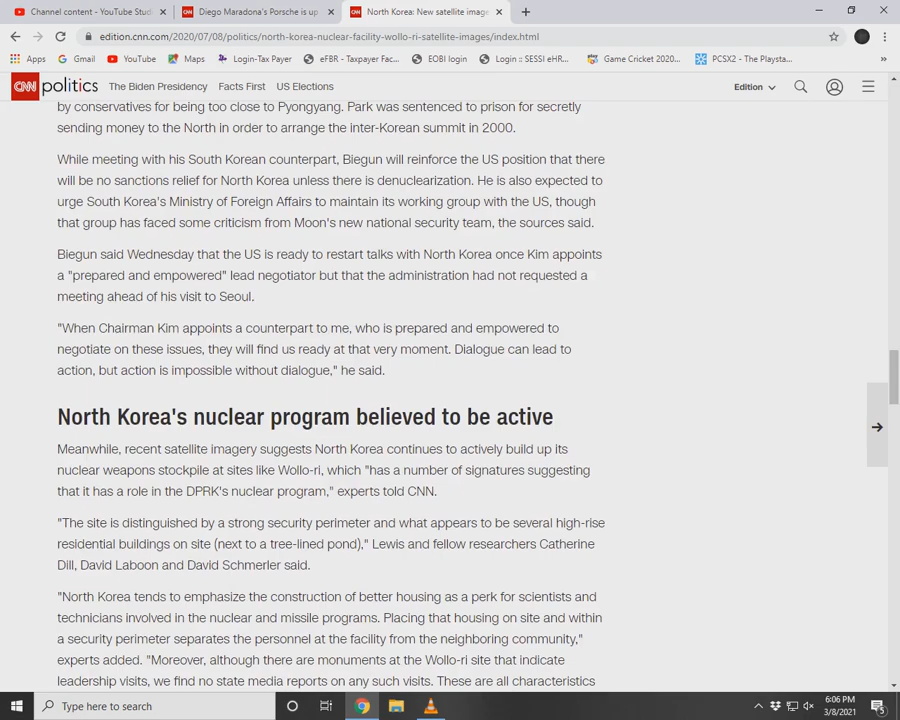 Channel content - YouTube Studi
Diego Maradona's Porsche is up
North Korea: New satellite image
edition.cnn.com/2020/07/08/politics/north-korea-nuclear-facility-wollo-ri-satellite-images/index.html
Apps
Gmail
YouTube
Maps
Login-Tax Payer
eFBR - Taxpayer Fac...
EOBI login
Login :: SESSI eHR...
Game Cricket 2020...
PCSX2 - The Playsta...
CNN politics
The Biden Presidency
Facts First
US Elections
Edition
by conservatives for being too close to Pyongyang. Park was sentenced to prison for secretly
sending money to the North in order to arrange the inter-Korean summit in 2000.
While meeting with his South Korean counterpart, Biegun will reinforce the US position that there
will be no sanctions relief for North Korea unless there is denuclearization. He is also expected to
urge South Korea's Ministry of Foreign Affairs to maintain its working group with the US, though
that group has faced some criticism from Moon's new national security team, the sources said.
Biegun said Wednesday that the US is ready to restart talks with North Korea once Kim appoints
a "prepared and empowered" lead negotiator but that the administration had not requested a
meeting ahead of his visit to Seoul.
"When Chairman Kim appoints a counterpart to me, who is prepared and empowered to
negotiate on these issues, they will find us ready at that very moment. Dialogue can lead to
action, but action is impossible without dialogue," he said.
North Korea's nuclear program believed to be active
Meanwhile, recent satellite imagery suggests North Korea continues to actively build up its
nuclear weapons stockpile at sites like Wollo-ri, which "has a number of signatures suggesting
that it has a role in the DPRK's nuclear program," experts told CNN.
"The site is distinguished by a strong security perimeter and what appears to be several high-rise
residential buildings on site (next to a tree-lined pond)," Lewis and fellow researchers Catherine
Dill, David Laboon and David Schmerler said.
"North Korea tends to emphasize the construction of better housing as a perk for scientists and
technicians involved in the nuclear and missile programs. Placing that housing on site and within
a security perimeter separates the personnel at the facility from the neighboring community,"
experts added. "Moreover, although there are monuments at the Wollo-ri site that indicate
leadership visits, we find no state media reports on any such visits. These are all characteristics
Type here to search
6:06 PM
3/8/2021
5